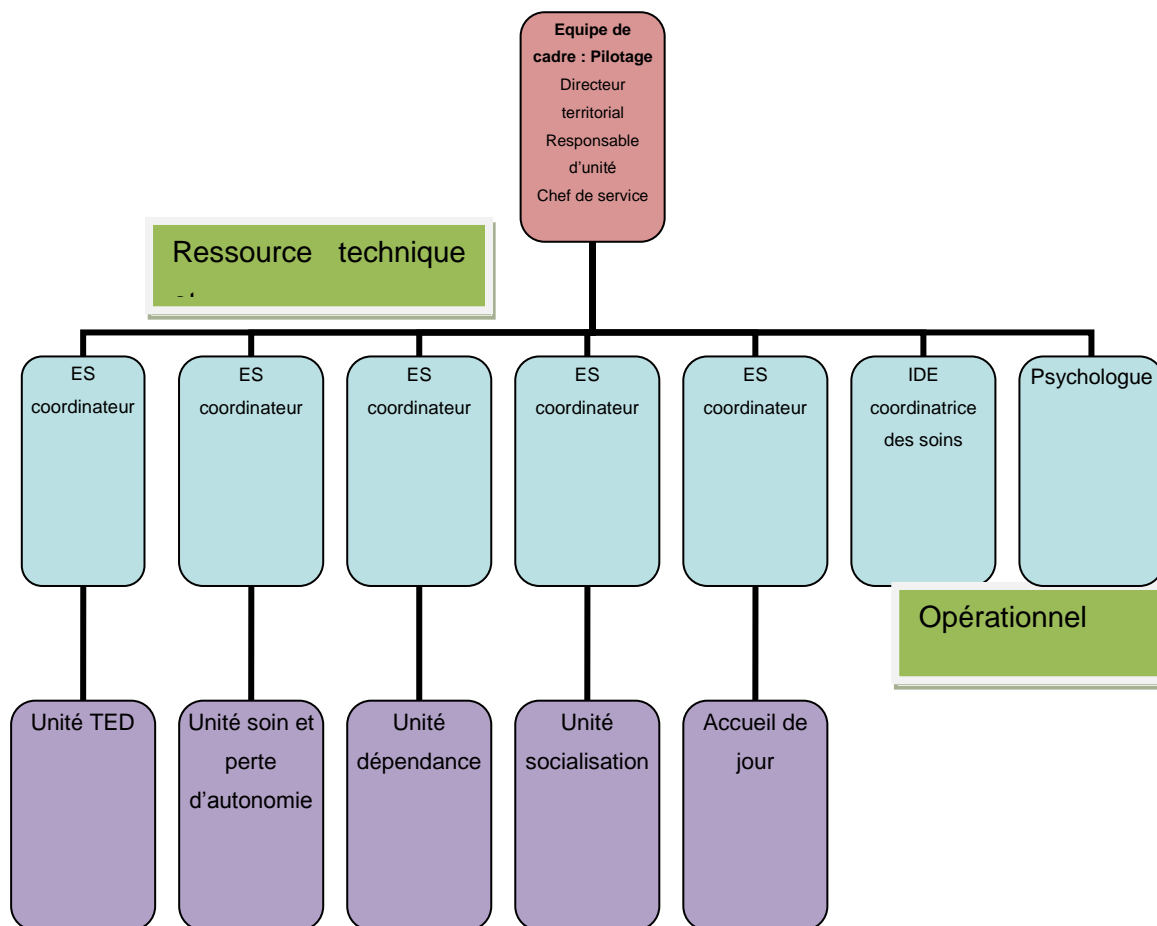 Equipe de
cadre : Pilotage
Directeur
territorial
Responsable
d'unité
Chef de service
Ressource technique
ES
coordinateur
ES
coordinateur
ES
coordinateur
ES
coordinateur
ES
coordinateur
IDE
coordinatrice
des soins
Psychologue
Opérationnel
Unité TED
Unité soin et
perte
d'autonomie
Unité
dépendance
Unité
socialisation
Accueil de
jour